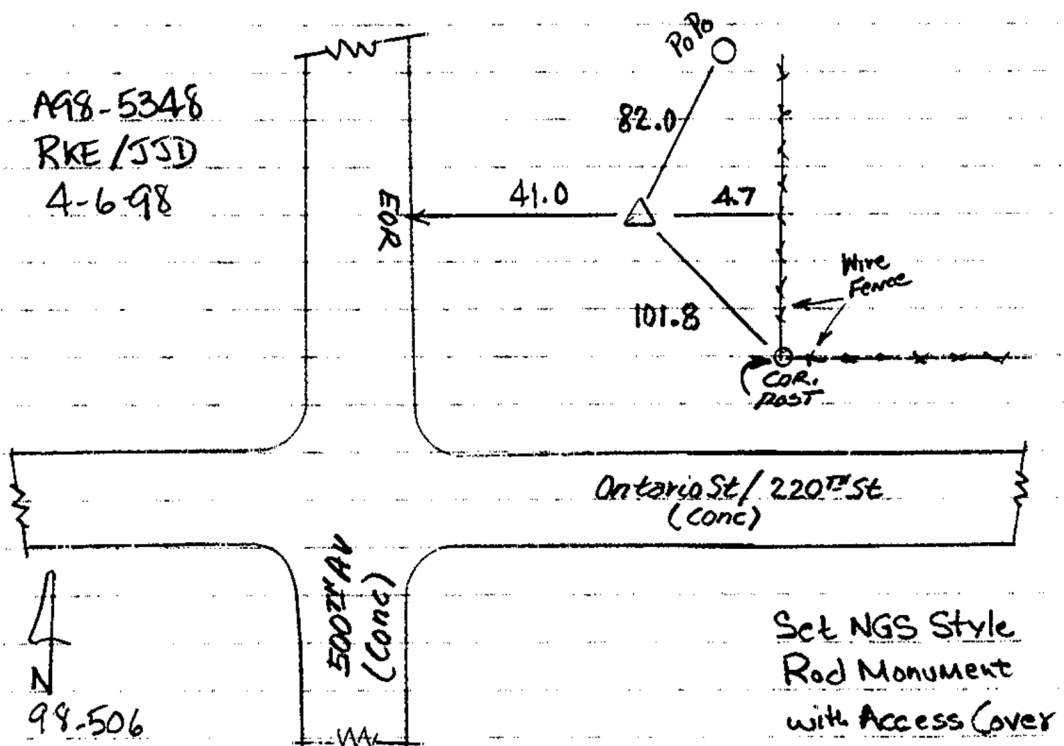 A98-5348
RKE/JJD
4-6-98
PoPo
82.0
EOR
41.0
4.7
101.8
Wire
Fence
COR.
POST
Ontario St/220TH St
(Conc)
500TH AV
(Conc)
N
98-506
Set NGS Style
Rod Monument
with Access Cover